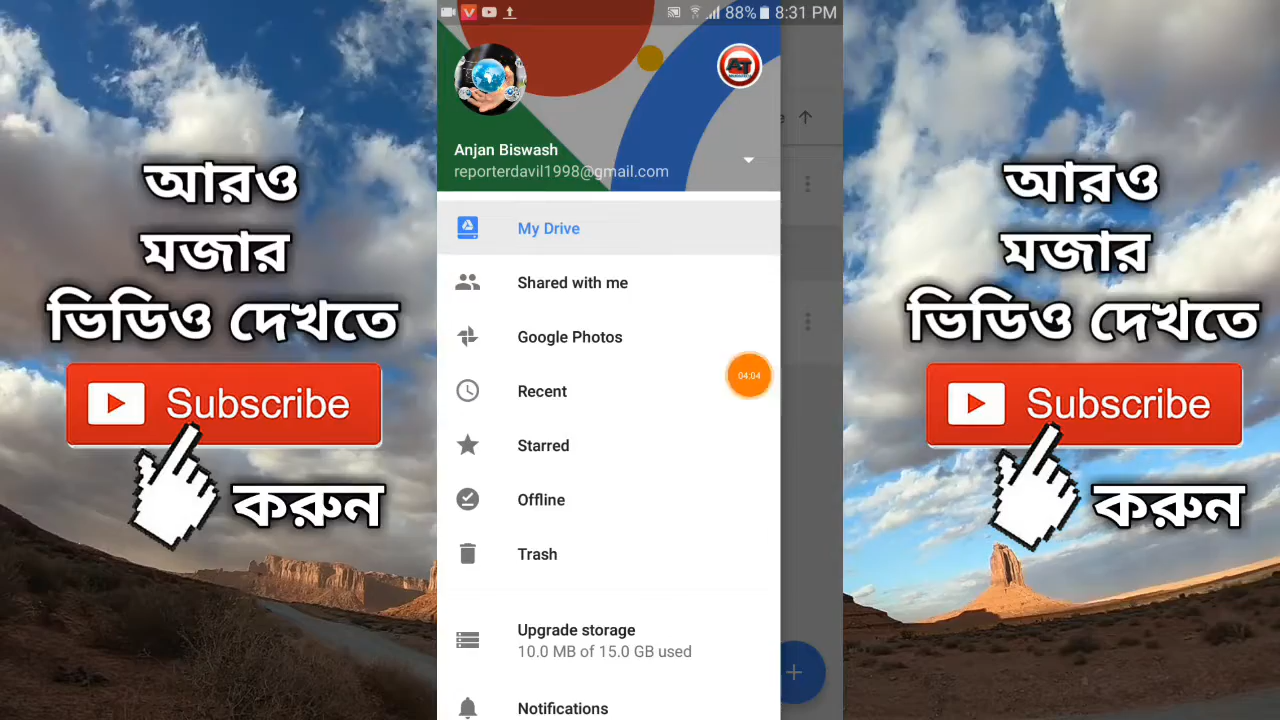 আরও
মজার
ভিডিও দেখতে
Subscribe
করুন
88% 8:31 PM
AT
Anjan Biswash
reporterdavil1998@gmail.com
My Drive
Shared with me
Google Photos
04:04
Recent
Starred
Offline
Trash
Upgrade storage
10.0 MB of 15.0 GB used
Notifications
আরও
মজার
ভিডিও দেখতে
Subscribe
করুন